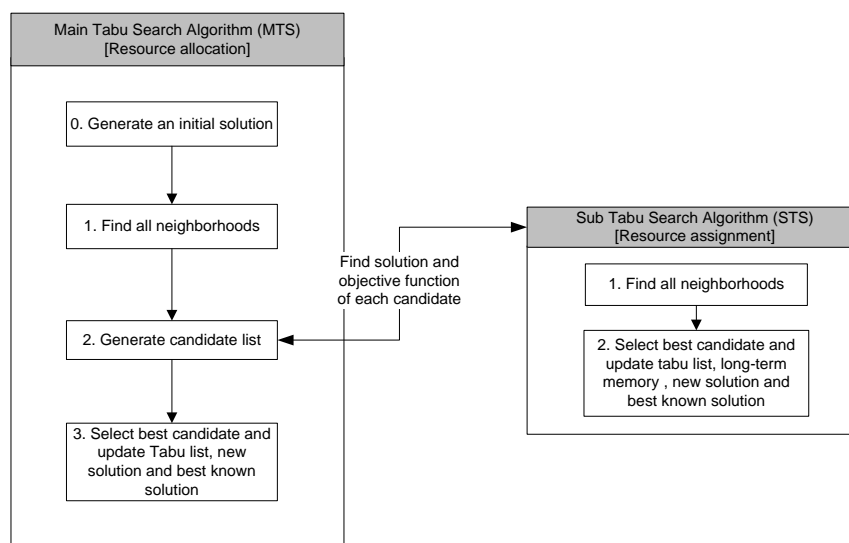 Main Tabu Search Algorithm (MTS)
[Resource allocation]
0. Generate an initial solution
1. Find all neighborhoods
2. Generate candidate list
3. Select best candidate and
update Tabu list, new
solution and best known
solution
Find solution and
objective function
of each candidate
Sub Tabu Search Algorithm (STS)
[Resource assignment]
1. Find all neighborhoods
2. Select best candidate and
update tabu list, long-term
memory , new solution and
best known solution